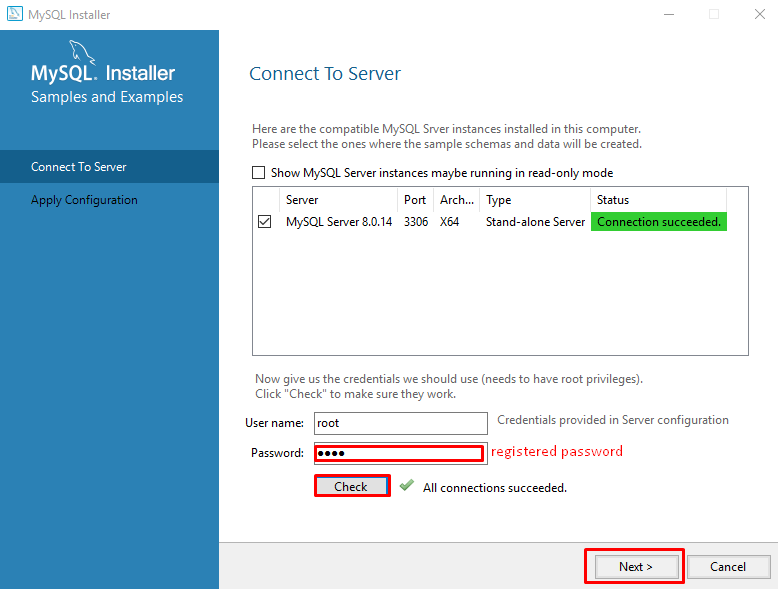 MySQL Installer
MySQL. Installer
Samples and Examples
Connect To Server
Apply Configuration
Connect To Server
Here are the compatible MySQL Srver instances installed in this computer.
Please select the ones where the sample schemas and data will be created.
Show MySQL Server instances maybe running in read-only mode
Server Port Arch... Type Status
MySQL Server 8.0.14 3306 X64 Stand-alone Server Connection succeeded.
Now give us the credentials we should use (needs to have root privileges).
Click "Check" to make sure they work.
User name: root Credentials provided in Server configuration
Password: ●●●● registered password
Check All connections succeeded.
Next > Cancel